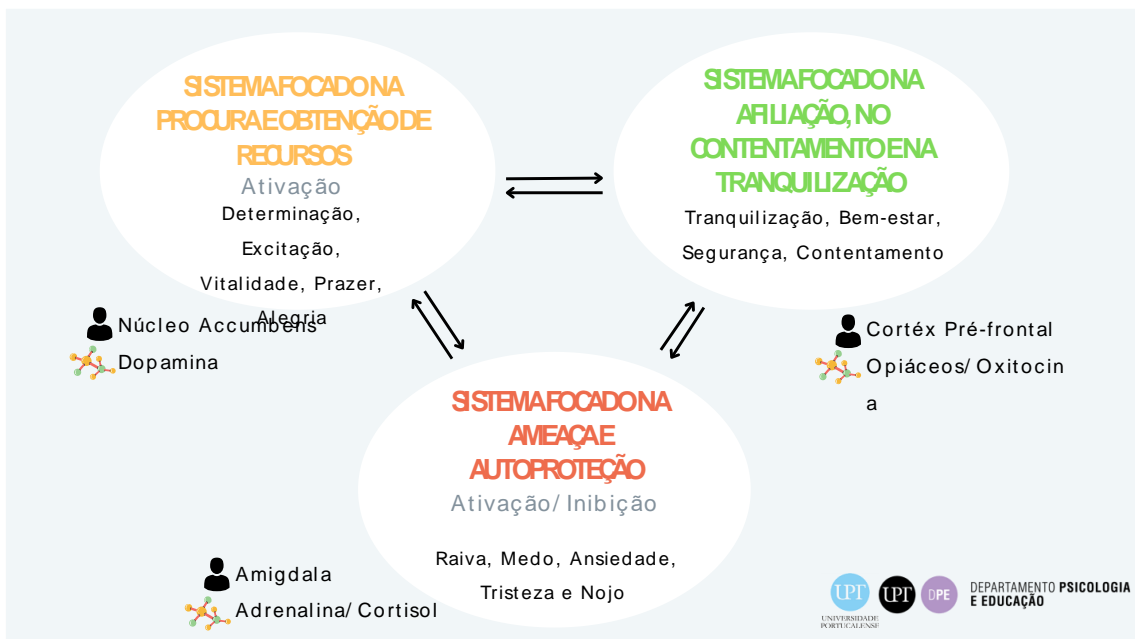 SISTEMA FOCADO NA
PROCURA E OBTENÇÃO DE
RECURSOS
Ativação
Determinação,
Excitação,
Vitalidade, Prazer,
Alegria
Núcleo Accumbens
Dopamina
SISTEMA FOCADO NA
AFILIAÇÃO, NO
CONTENTAMENTO E NA
TRANQUILIZAÇÃO
Tranquilização, Bem-estar,
Segurança, Contentamento
Cortéx Pré-frontal
Opiáceos/ Oxitocin
a
SISTEMA FOCADO NA
AMEAÇA E
AUTOPROTEÇÃO
Ativação/ Inibição
Raiva, Medo, Ansiedade,
Tristeza e Nojo
Amigdala
Adrenalina/ Cortisol
UPT
UNIVERSIDADE
PORTUCALENSE
UPT
DPE
DEPARTAMENTO PSICOLOGIA
E EDUCAÇÃO